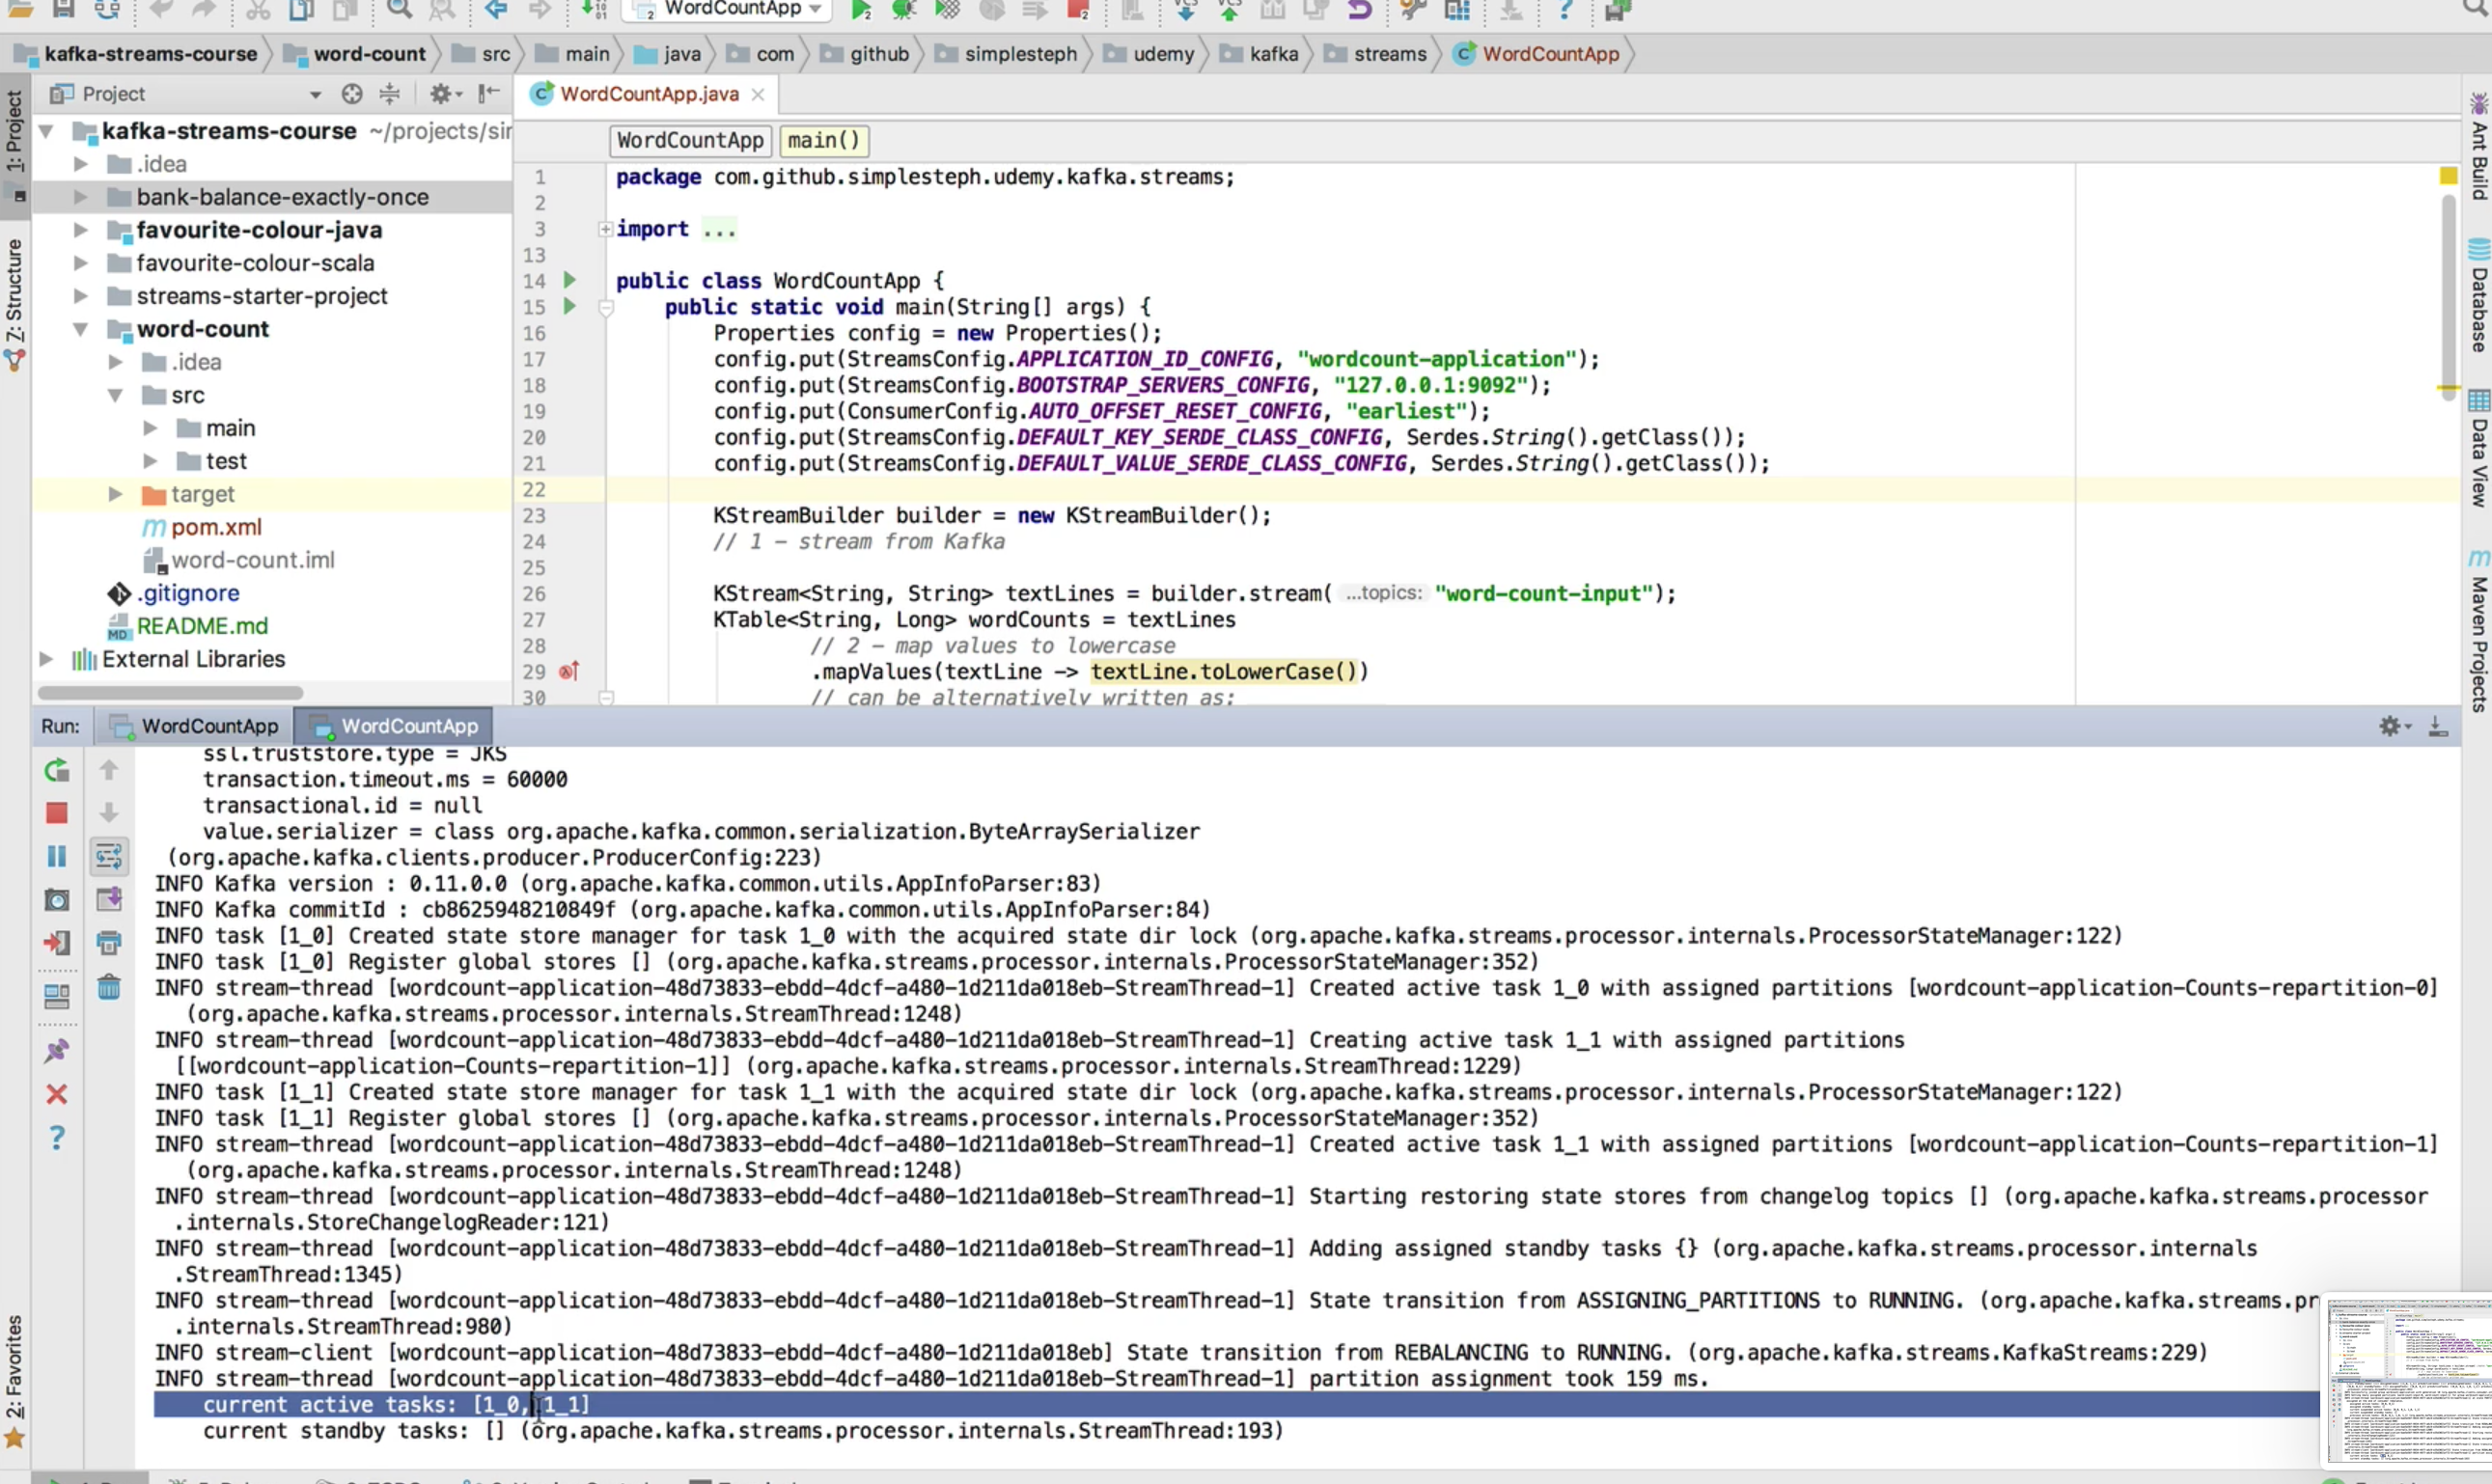 WordCountApp
kafka-streams-course word-count src main java com github simplesteph udemy kafka streams WordCountApp
1: Project
Z: Structure
2: Favorites
Project
kafka-streams-course ~/projects/sir
.idea
bank-balance-exactly-once
favourite-colour-java
favourite-colour-scala
streams-starter-project
word-count
.idea
src
main
test
target
pom.xml
word-count.iml
.gitignore
README.md
External Libraries
WordCountApp.java
WordCountApp main()
1 package com.github.simplesteph.udemy.kafka.streams;
2
3 import ...
13
14 public class WordCountApp {
15 public static void main(String[] args) {
16 Properties config = new Properties();
17 config.put(StreamsConfig.APPLICATION_ID_CONFIG, "wordcount-application");
18 config.put(StreamsConfig.BOOTSTRAP_SERVERS_CONFIG, "127.0.0.1:9092");
19 config.put(ConsumerConfig.AUTO_OFFSET_RESET_CONFIG, "earliest");
20 config.put(StreamsConfig.DEFAULT_KEY_SERDE_CLASS_CONFIG, Serdes.String().getClass());
21 config.put(StreamsConfig.DEFAULT_VALUE_SERDE_CLASS_CONFIG, Serdes.String().getClass());
22
23 KStreamBuilder builder = new KStreamBuilder();
24 // 1 – stream from Kafka
25
26 KStream<String, String> textLines = builder.stream( ...topics: "word-count-input");
27 KTable<String, Long> wordCounts = textLines
28 // 2 – map values to lowercase
29 .mapValues(textLine -> textLine.toLowerCase())
30 // can be alternatively written as:
Ant Build
Database
Data View
Maven Projects
Run: WordCountApp WordCountApp
ssl.truststore.type = JKS
transaction.timeout.ms = 60000
transactional.id = null
value.serializer = class org.apache.kafka.common.serialization.ByteArraySerializer
(org.apache.kafka.clients.producer.ProducerConfig:223)
INFO Kafka version : 0.11.0.0 (org.apache.kafka.common.utils.AppInfoParser:83)
INFO Kafka commitId : cb8625948210849f (org.apache.kafka.common.utils.AppInfoParser:84)
INFO task [1_0] Created state store manager for task 1_0 with the acquired state dir lock (org.apache.kafka.streams.processor.internals.ProcessorStateManager:122)
INFO task [1_0] Register global stores [] (org.apache.kafka.streams.processor.internals.ProcessorStateManager:352)
INFO stream-thread [wordcount-application-48d73833-ebdd-4dcf-a480-1d211da018eb-StreamThread-1] Created active task 1_0 with assigned partitions [wordcount-application-Counts-repartition-0]
(org.apache.kafka.streams.processor.internals.StreamThread:1248)
INFO stream-thread [wordcount-application-48d73833-ebdd-4dcf-a480-1d211da018eb-StreamThread-1] Creating active task 1_1 with assigned partitions
[[wordcount-application-Counts-repartition-1]] (org.apache.kafka.streams.processor.internals.StreamThread:1229)
INFO task [1_1] Created state store manager for task 1_1 with the acquired state dir lock (org.apache.kafka.streams.processor.internals.ProcessorStateManager:122)
INFO task [1_1] Register global stores [] (org.apache.kafka.streams.processor.internals.ProcessorStateManager:352)
INFO stream-thread [wordcount-application-48d73833-ebdd-4dcf-a480-1d211da018eb-StreamThread-1] Created active task 1_1 with assigned partitions [wordcount-application-Counts-repartition-1]
(org.apache.kafka.streams.processor.internals.StreamThread:1248)
INFO stream-thread [wordcount-application-48d73833-ebdd-4dcf-a480-1d211da018eb-StreamThread-1] Starting restoring state stores from changelog topics [] (org.apache.kafka.streams.processor
.internals.StoreChangelogReader:121)
INFO stream-thread [wordcount-application-48d73833-ebdd-4dcf-a480-1d211da018eb-StreamThread-1] Adding assigned standby tasks {} (org.apache.kafka.streams.processor.internals
.StreamThread:1345)
INFO stream-thread [wordcount-application-48d73833-ebdd-4dcf-a480-1d211da018eb-StreamThread-1] State transition from ASSIGNING_PARTITIONS to RUNNING. (org.apache.kafka.streams.pr
.internals.StreamThread:980)
INFO stream-client [wordcount-application-48d73833-ebdd-4dcf-a480-1d211da018eb] State transition from REBALANCING to RUNNING. (org.apache.kafka.streams.KafkaStreams:229)
INFO stream-thread [wordcount-application-48d73833-ebdd-4dcf-a480-1d211da018eb-StreamThread-1] partition assignment took 159 ms.
current active tasks: [1_0, 1_1]
current standby tasks: [] (org.apache.kafka.streams.processor.internals.StreamThread:193)